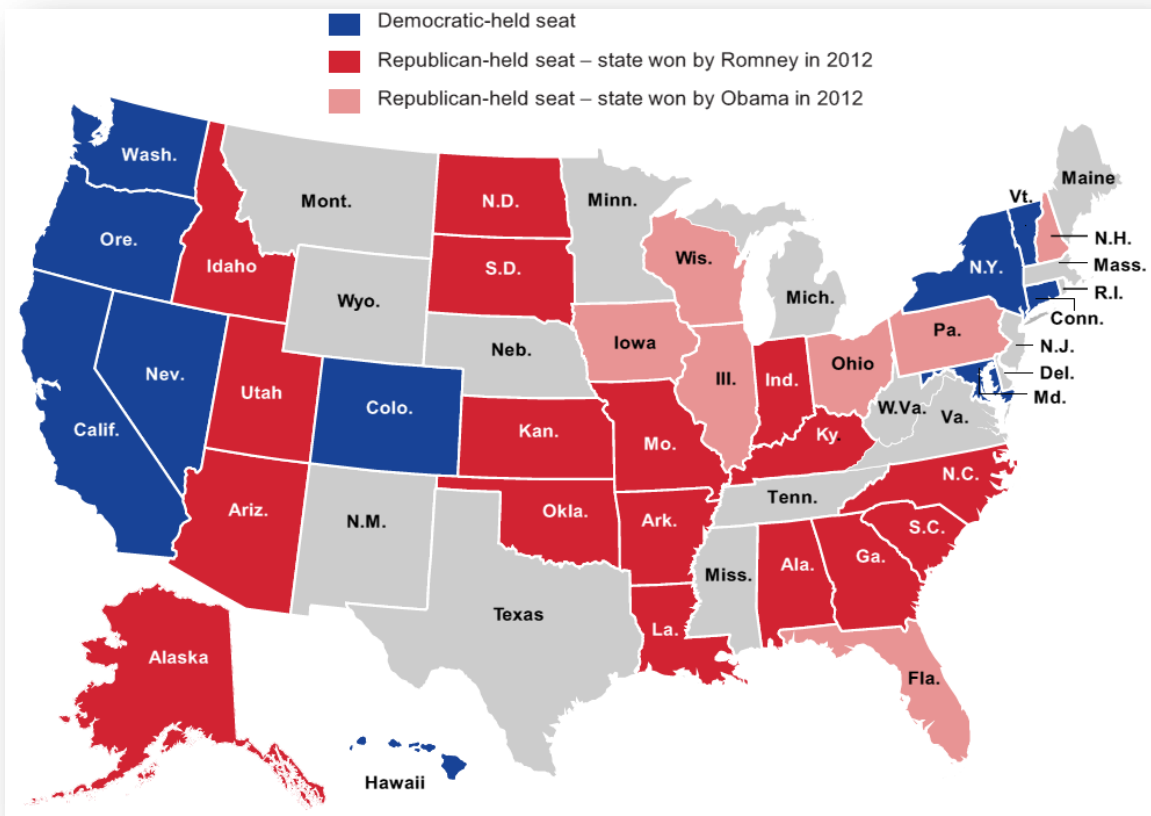 Democratic-held seat
Republican-held seat – state won by Romney in 2012
Republican-held seat – state won by Obama in 2012
Wash.
Mont.
N.D.
Minn.
Maine
Vt.
Ore.
Idaho
S.D.
Wis.
N.Y.
N.H.
Mass.
R.I.
Conn.
Wyo.
Mich.
Iowa
Neb.
Pa.
N.J.
Nev.
Utah
Colo.
Ill.
Ind.
Ohio
Del.
Md.
Calif.
Kan.
Mo.
Ky.
W.Va.
Va.
Ariz.
N.M.
Okla.
Ark.
Tenn.
N.C.
S.C.
Texas
La.
Miss.
Ala.
Ga.
Fla.
Alaska
Hawaii